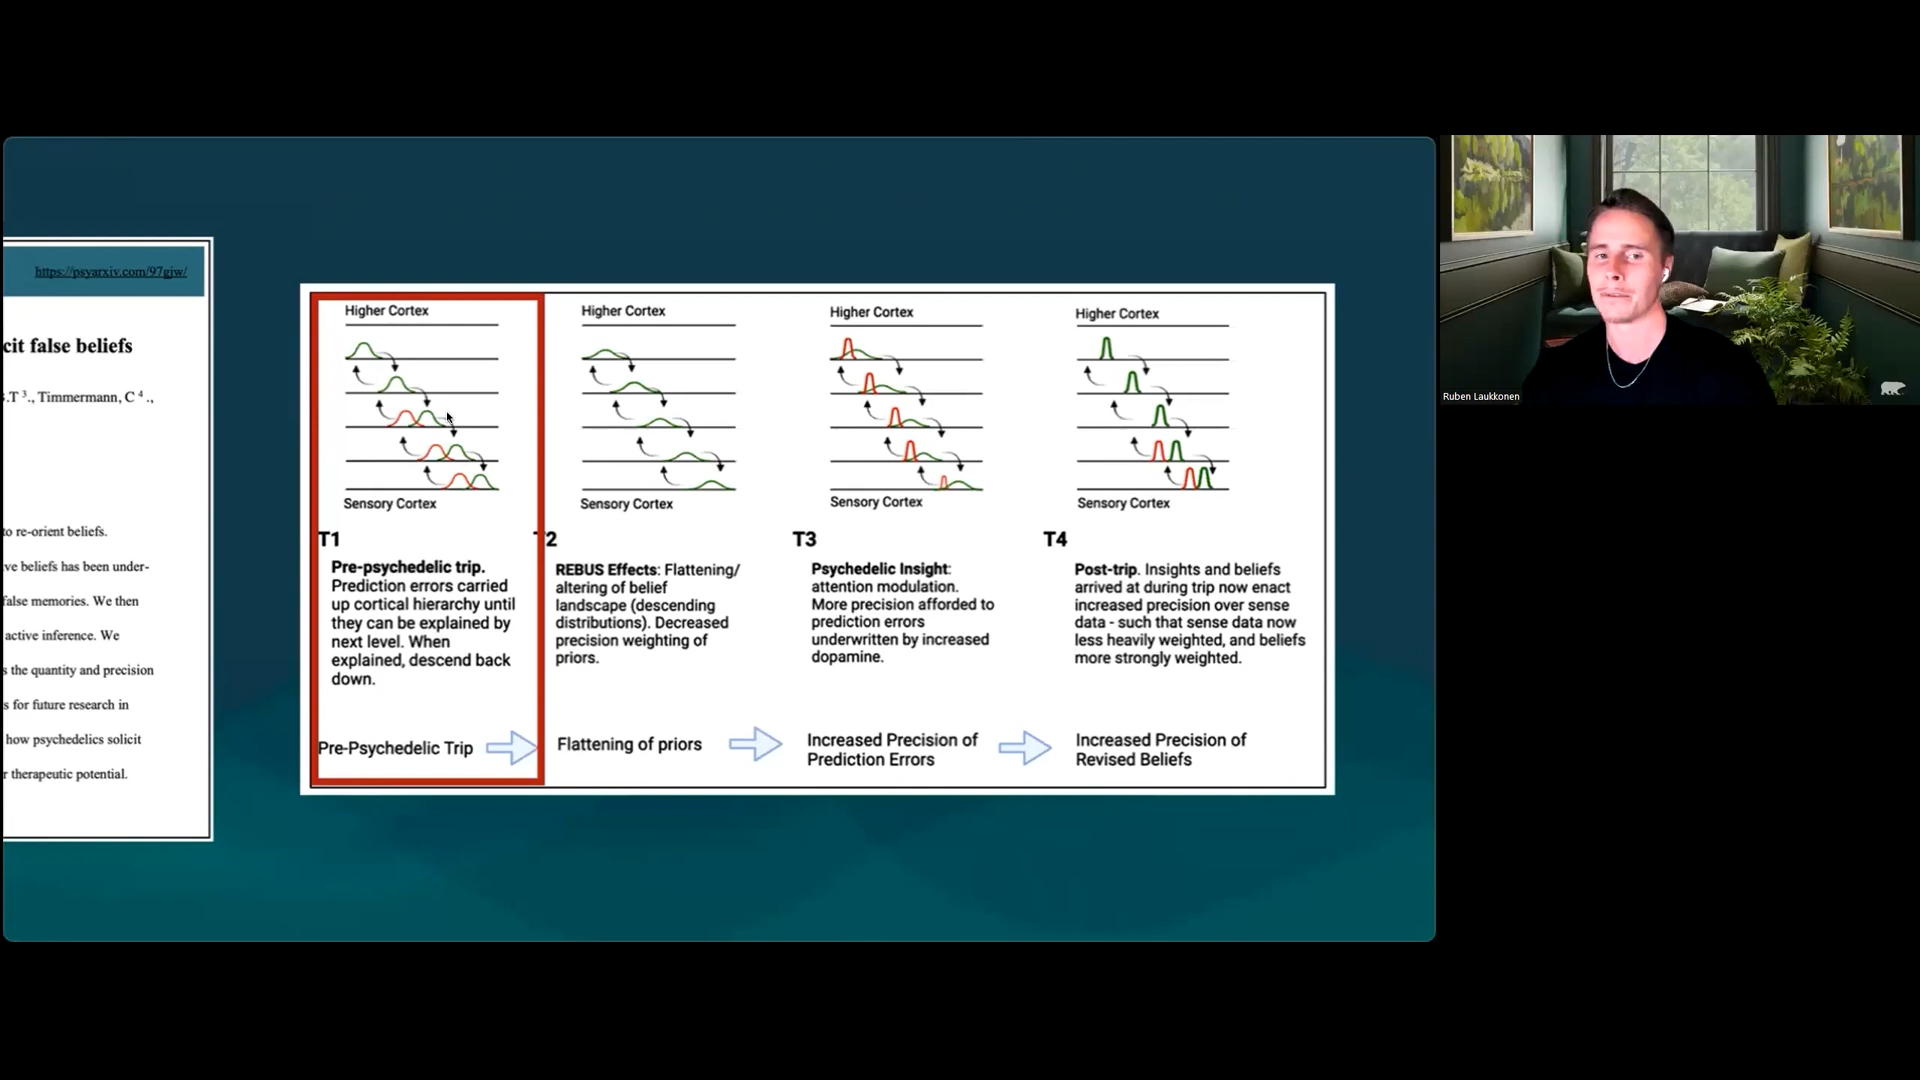 https://psyarxiv.com/97gjw/
cit false beliefs
.T 3., Timmermann, C 4 .,
to re-orient beliefs.
ve beliefs has been under-
false memories. We then
active inference. We
s the quantity and precision
s for future research in
how psychedelics solicit
r therapeutic potential.
Higher Cortex
Sensory Cortex
T1
Pre-psychedelic trip.
Prediction errors carried
up cortical hierarchy until
they can be explained by
next level. When
explained, descend back
down.
Pre-Psychedelic Trip
Higher Cortex
Sensory Cortex
T2
REBUS Effects: Flattening/
altering of belief
landscape (descending
distributions). Decreased
precision weighting of
priors.
Flattening of priors
Higher Cortex
Sensory Cortex
T3
Psychedelic Insight:
attention modulation.
More precision afforded to
prediction errors
underwritten by increased
dopamine.
Increased Precision of
Prediction Errors
Higher Cortex
Sensory Cortex
T4
Post-trip. Insights and beliefs
arrived at during trip now enact
increased precision over sense
data - such that sense data now
less heavily weighted, and beliefs
more strongly weighted.
Increased Precision of
Revised Beliefs
Ruben Laukkonen